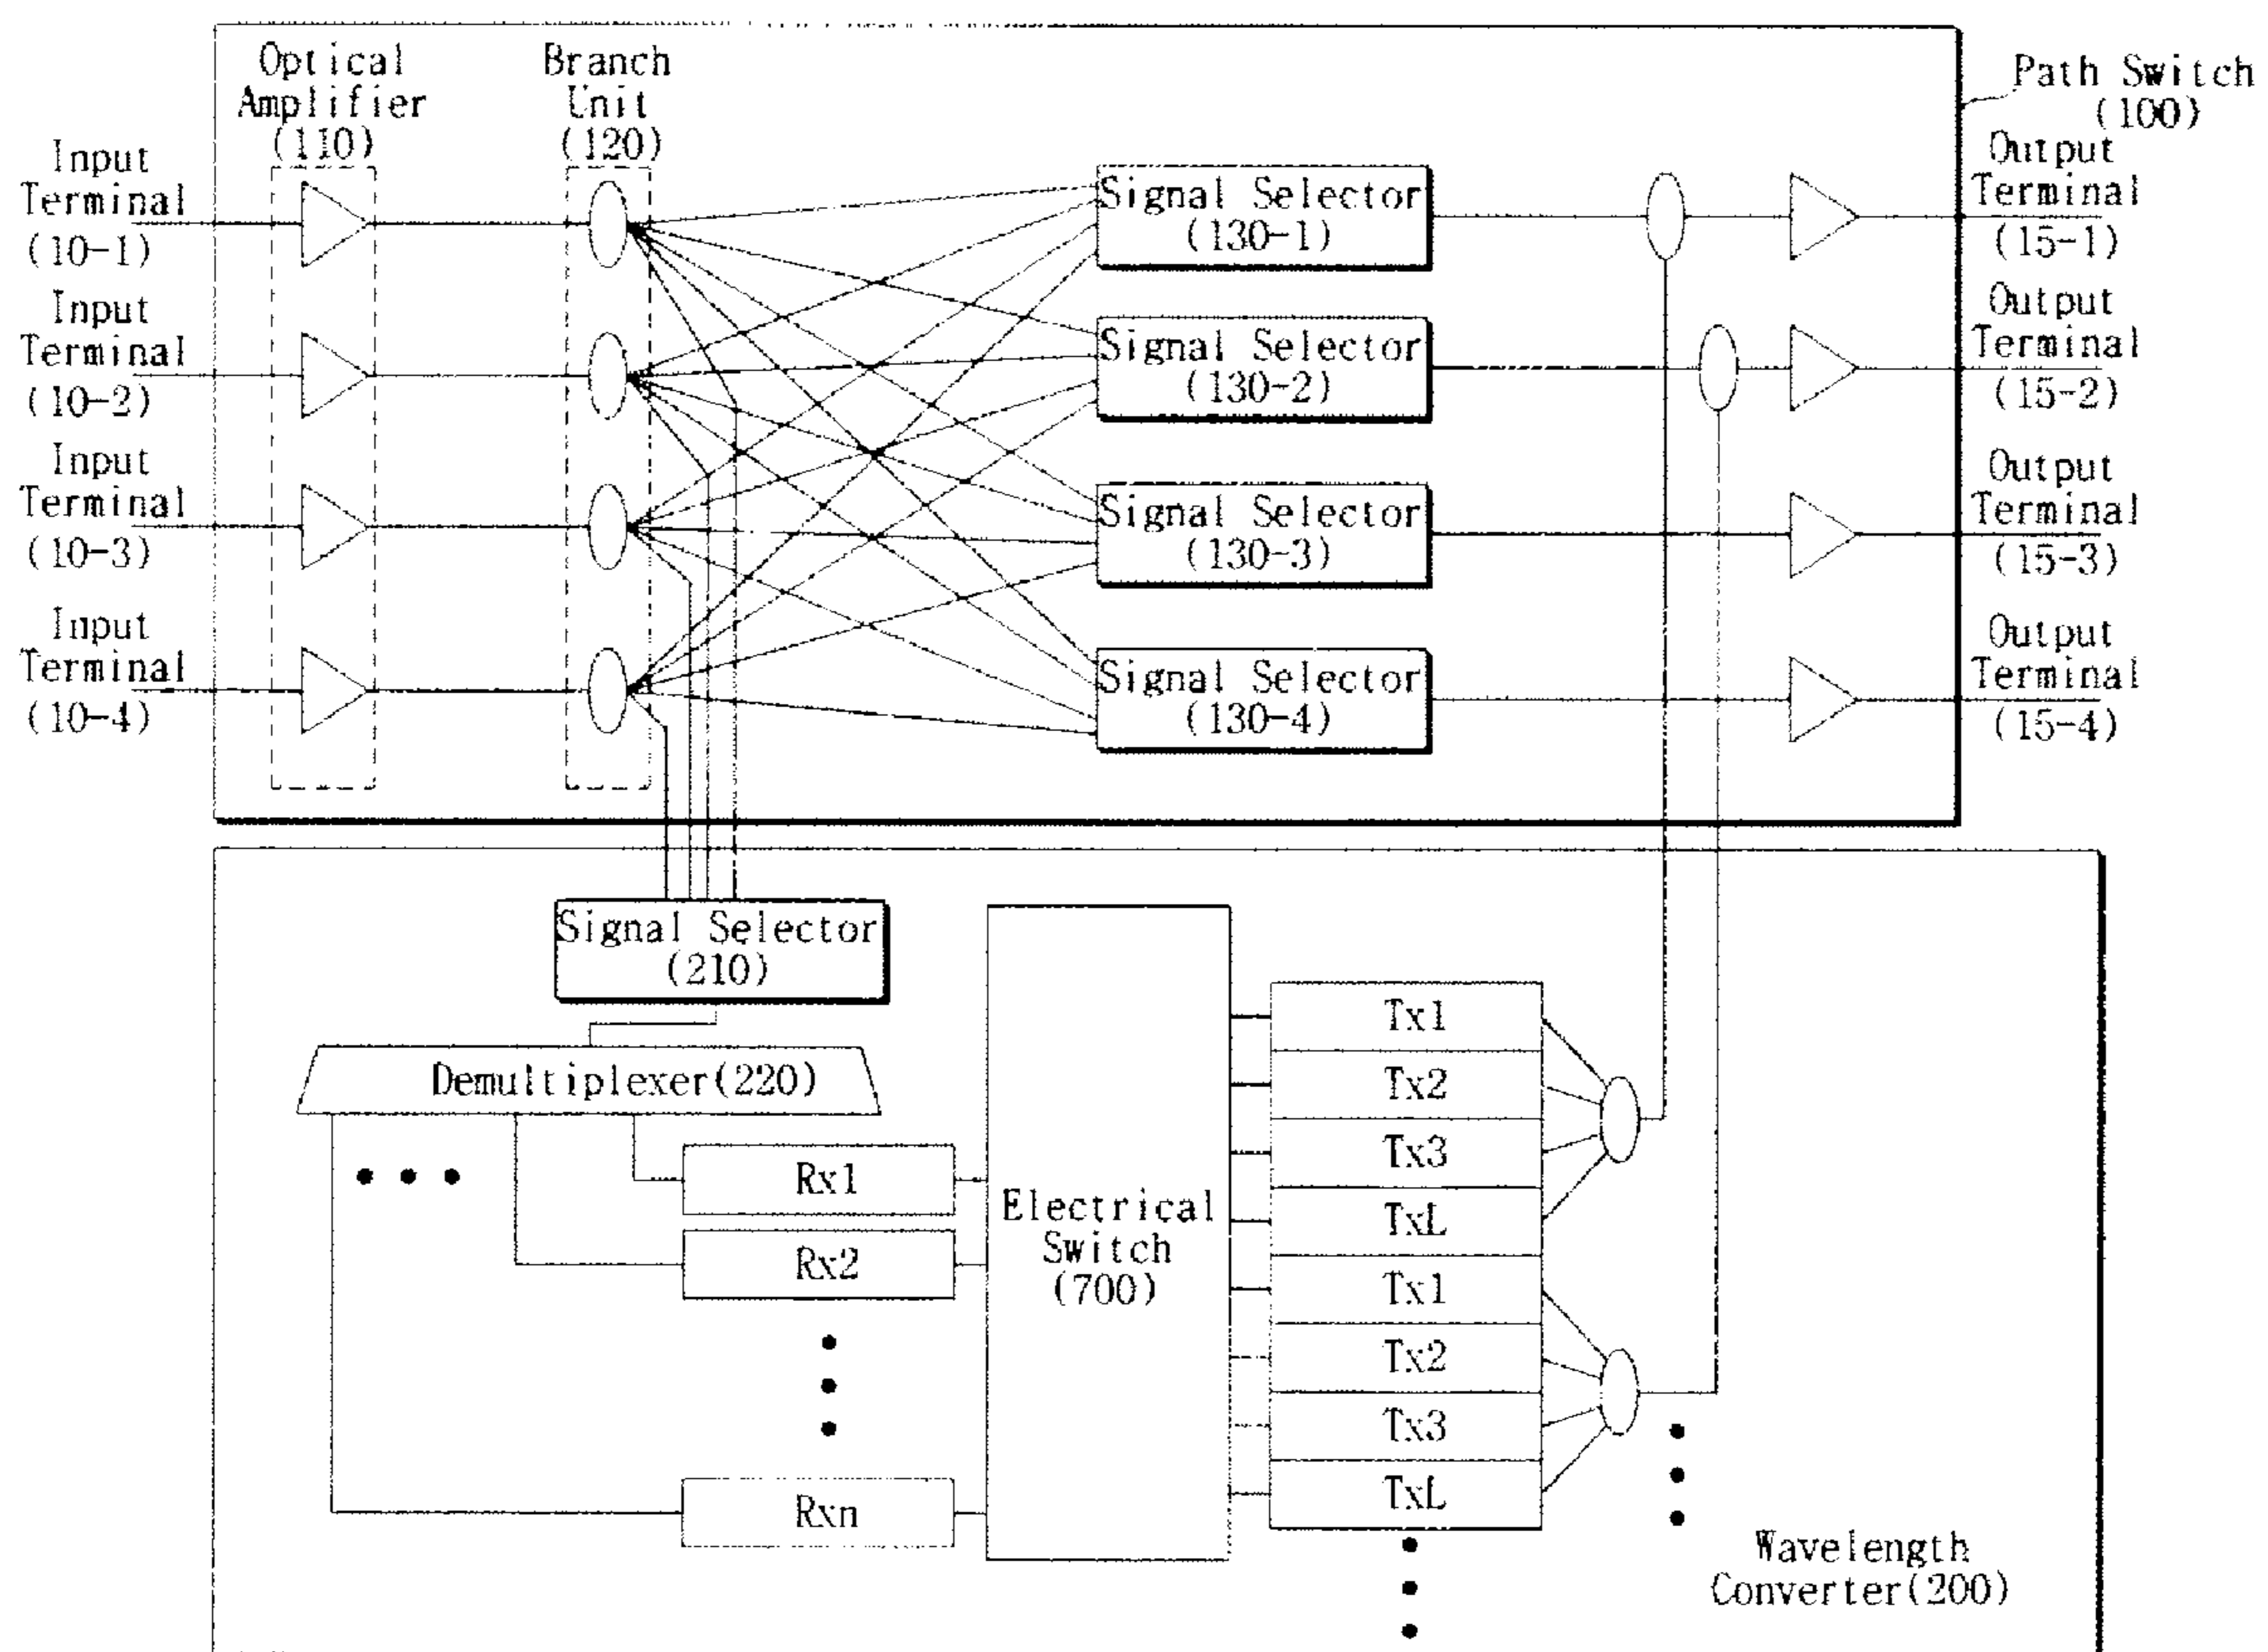 Optical
Amplifier
(110)
Branch
Unit
(120)
Path Switch
(100)
Input
Terminal
(10-1)
Input
Terminal
(10-2)
Input
Terminal
(10-3)
Input
Terminal
(10-4)
Signal Selector
(130-1)
Signal Selector
(130-2)
Signal Selector
(130-3)
Signal Selector
(130-4)
Output
Terminal
(15-1)
Output
Terminal
(15-2)
Output
Terminal
(15-3)
Output
Terminal
(15-4)
Signal Selector
(210)
Demultiplexer(220)
Rx1
Rx2
Rxn
Electrical
Switch
(700)
Tx1
Tx2
Tx3
TxL
Tx1
Tx2
Tx3
TxL
Wavelength
Converter(200)